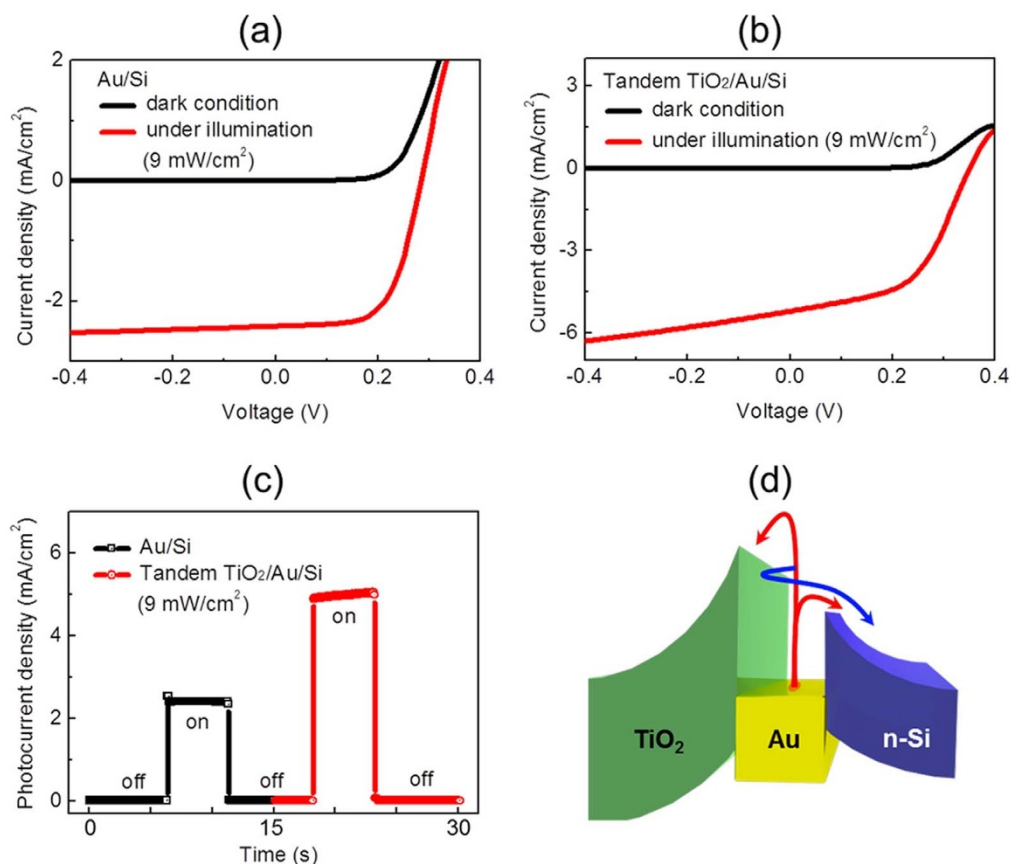 (a)
Au/Si
dark condition
under illumination
(9 mW/cm²)
Current density (mA/cm²)
2
0
-2
-0.4
-0.2
0.0
0.2
0.4
Voltage (V)
(b)
Tandem TiO₂/Au/Si
dark condition
under illumination (9 mW/cm²)
Current density (mA/cm²)
3
0
-3
-6
-0.4
-0.2
0.0
0.2
0.4
Voltage (V)
(c)
Au/Si
Tandem TiO₂/Au/Si
(9 mW/cm²)
Photocurrent density (mA/cm²)
6
4
2
0
on
on
off
off
off
0
15
30
Time (s)
(d)
TiO₂
Au
n-Si